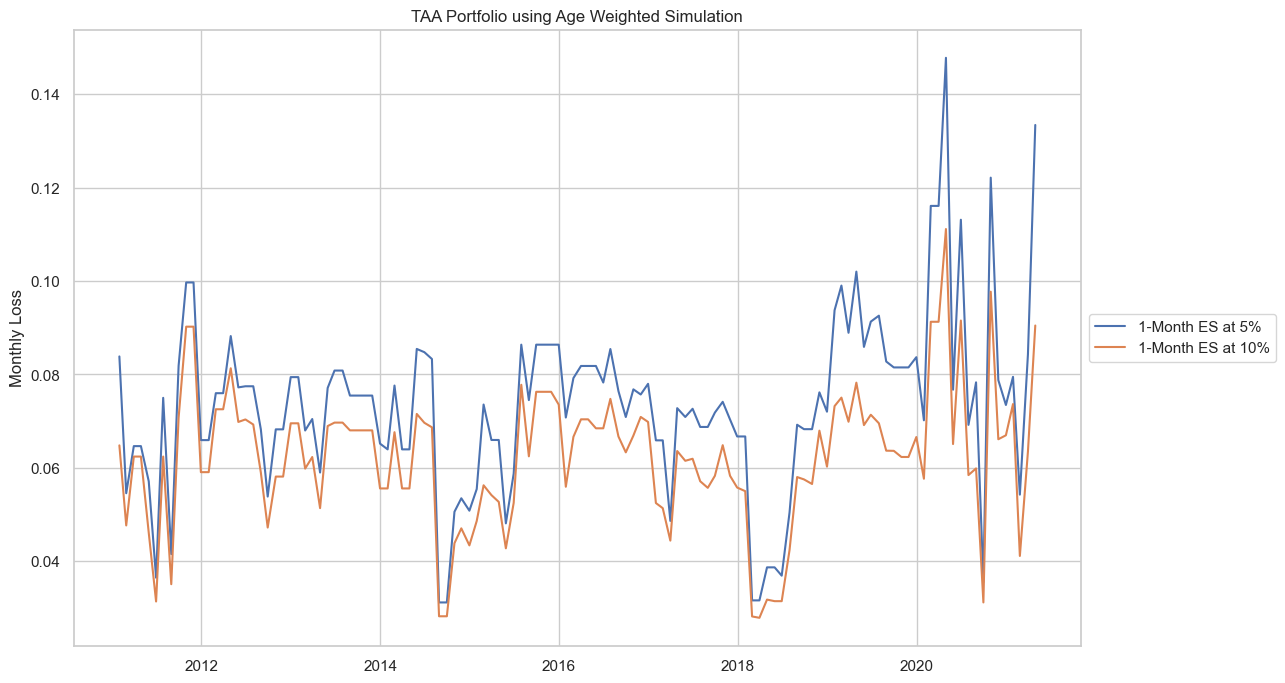 TAA Portfolio using Age Weighted Simulation
Monthly Loss
0.14
0.12
0.10
0.08
0.06
0.04
2012
2014
2016
2018
2020
1-Month ES at 5%
1-Month ES at 10%